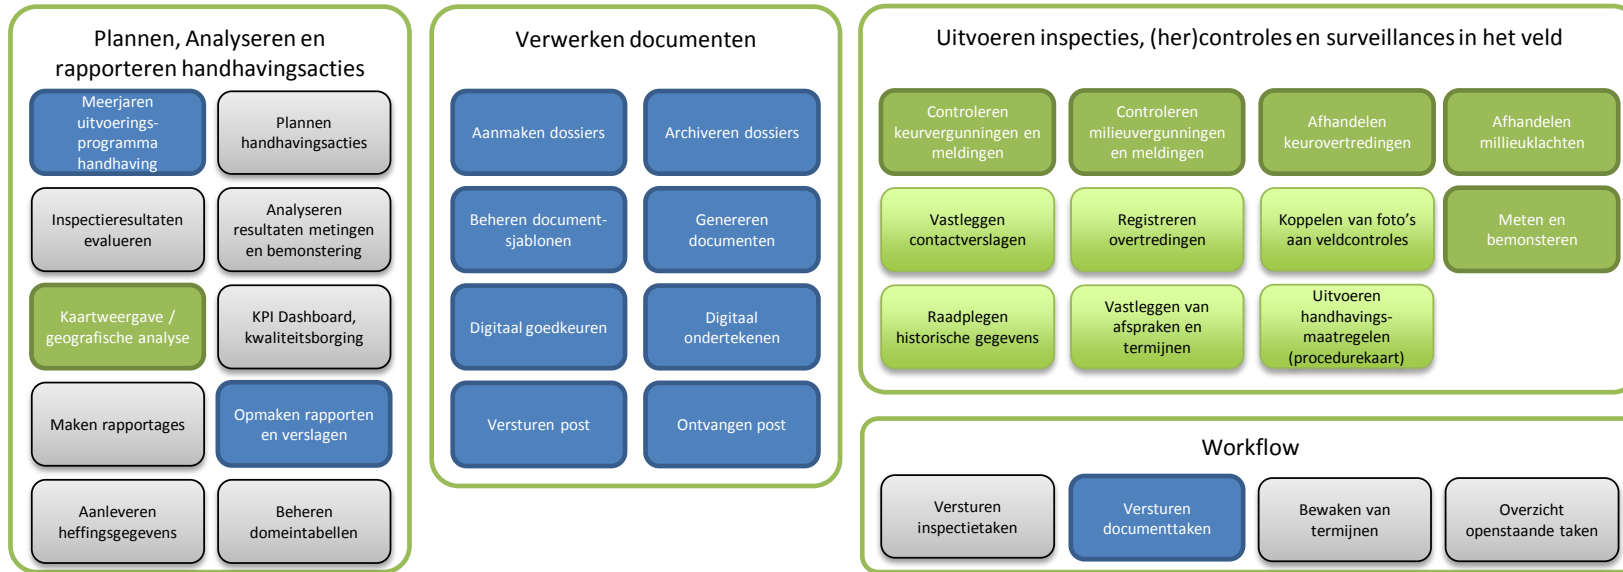 Plannen, Analyseren en
rapporteren handhavingsacties
Meerjaren
uitvoerings-
programma
handhaving
Plannen
handhavingsacties
Inspectieresultaten
evalueren
Analyseren
resultaten metingen
en bemonstering
Kaartweergave /
geografische analyse
KPI Dashboard,
kwaliteitsborging
Maken rapportages
Opmaken rapporten
en verslagen
Aanleveren
heffingsgegevens
Beheren
domeintabellen
Verwerken documenten
Aanmaken dossiers
Archiveren dossiers
Beheren document-
sjablonen
Genereren
documenten
Digitaal goedkeuren
Digitaal
ondertekenen
Versturen post
Ontvangen post
Uitvoeren inspecties, (her)controles en surveillances in het veld
Controleren
keurvergunningen en
meldingen
Controleren
milieuvergunningen
en meldingen
Afhandelen
keurovertredingen
Afhandelen
millieuklachten
Vastleggen
contactverslagen
Registreren
overtredingen
Koppelen van foto's
aan veldcontroles
Meten en
bemonsteren
Raadplegen
historische gegevens
Vastleggen van
afspraken en
termijnen
Uitvoeren
handhavings-
maatregelen
(procedurekaart)
Workflow
Versturen
inspectietaken
Versturen
documenttaken
Bewaken van
termijnen
Overzicht
openstaande taken